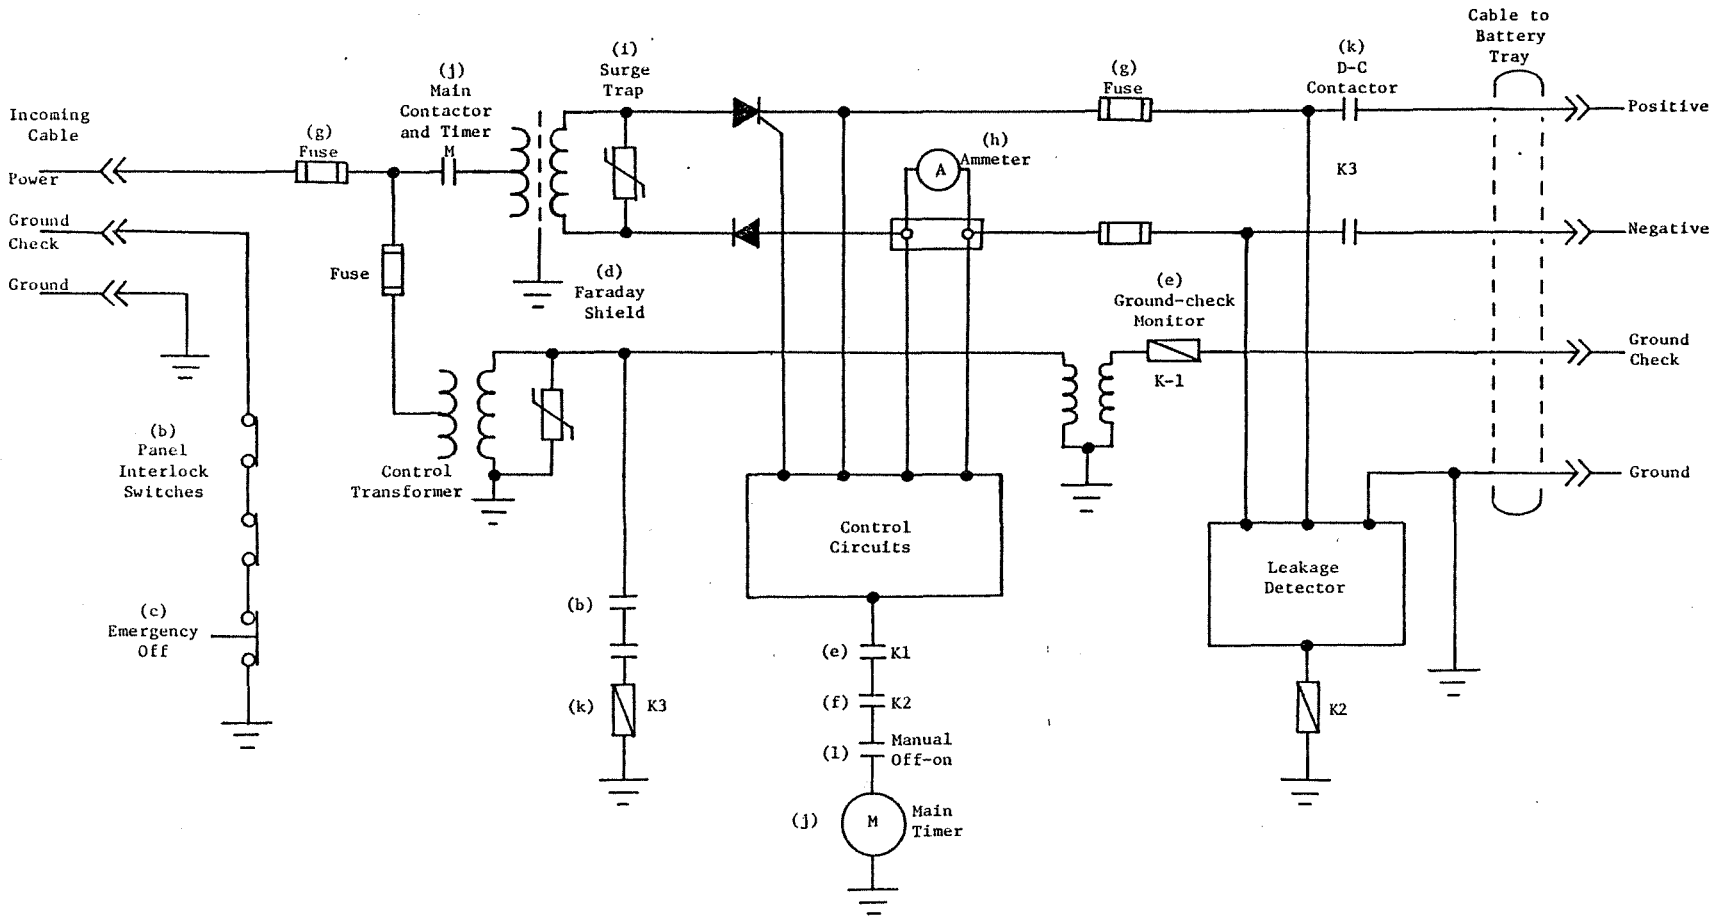 Cable to
Battery
Tray
(k)
D-C
Contactor
(i)
Surge
Trap
(j)
Main
Contactor
and Timer
M
(g)
Fuse
Incoming
Cable
(g)
Fuse
Power
Ground
Check
Ground
Fuse
(d)
Faraday
Shield
(h)
Ammeter
A
K3
Positive
Negative
(e)
Ground-check
Monitor
K-1
Ground
Check
Ground
(b)
Panel
Interlock
Switches
Control
Transformer
Control
Circuits
Leakage
Detector
(c)
Emergency
Off
(b)
(k)
K3
(e)
K1
(f)
K2
(l)
Manual
Off-on
(j)
M
Main
Timer
K2